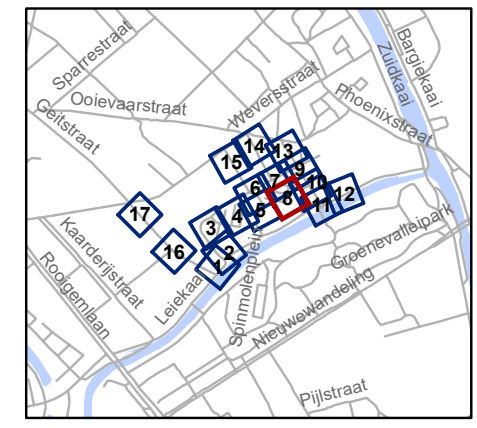 Sparrestraat
Bargiekaai
Zuidkaai
Ooievaarstraat
Weversstraat
Phoenixstraat
Geitstraat
14
13
15
9
7
10
6
8
12
17
5
11
4
3
16
2
1
Kaarderijstraat
Groenevalleipark
Rooigemlaan
Leiekaai
Spinmolenplein
Nieuwewandeling
Pijlstraat